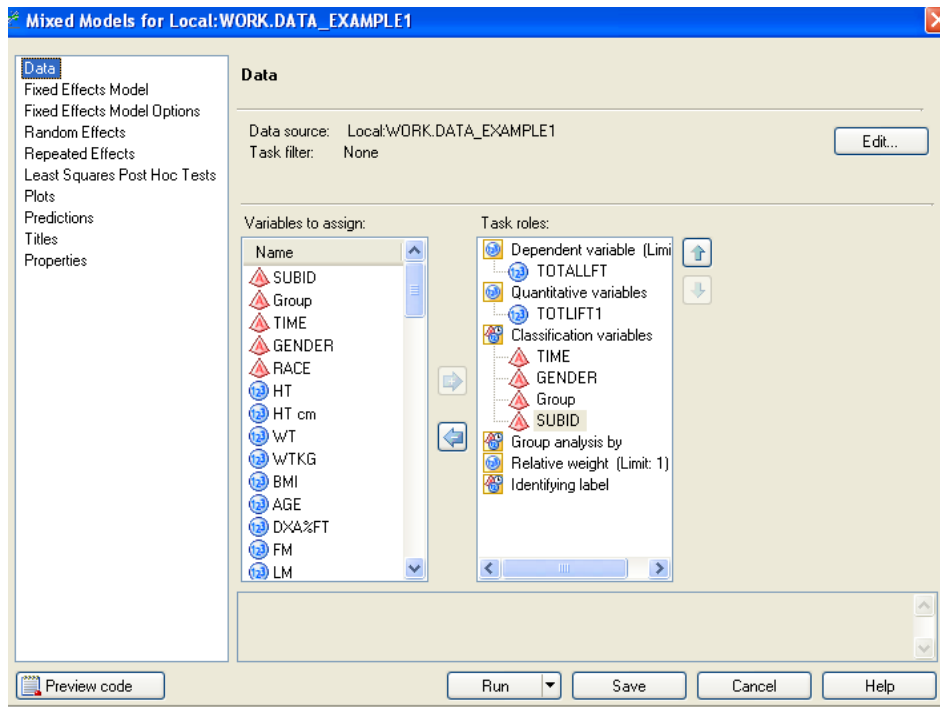 Mixed Models for Local:WORK.DATA_EXAMPLE1
Data
Fixed Effects Model
Fixed Effects Model Options
Random Effects
Repeated Effects
Least Squares Post Hoc Tests
Plots
Predictions
Titles
Properties
Data
Data source: Local:WORK.DATA_EXAMPLE1
Task filter: None
Edit...
Variables to assign:
Name
SUBID
Group
TIME
GENDER
RACE
HT
HT cm
WT
WTKG
BMI
AGE
DXA%FT
FM
LM
Task roles:
Dependent variable (Limi
TOTALLFT
Quantitative variables
TOTLIFT1
Classification variables
TIME
GENDER
Group
SUBID
Group analysis by
Relative weight (Limit: 1)
Identifying label
Preview code
Run
Save
Cancel
Help